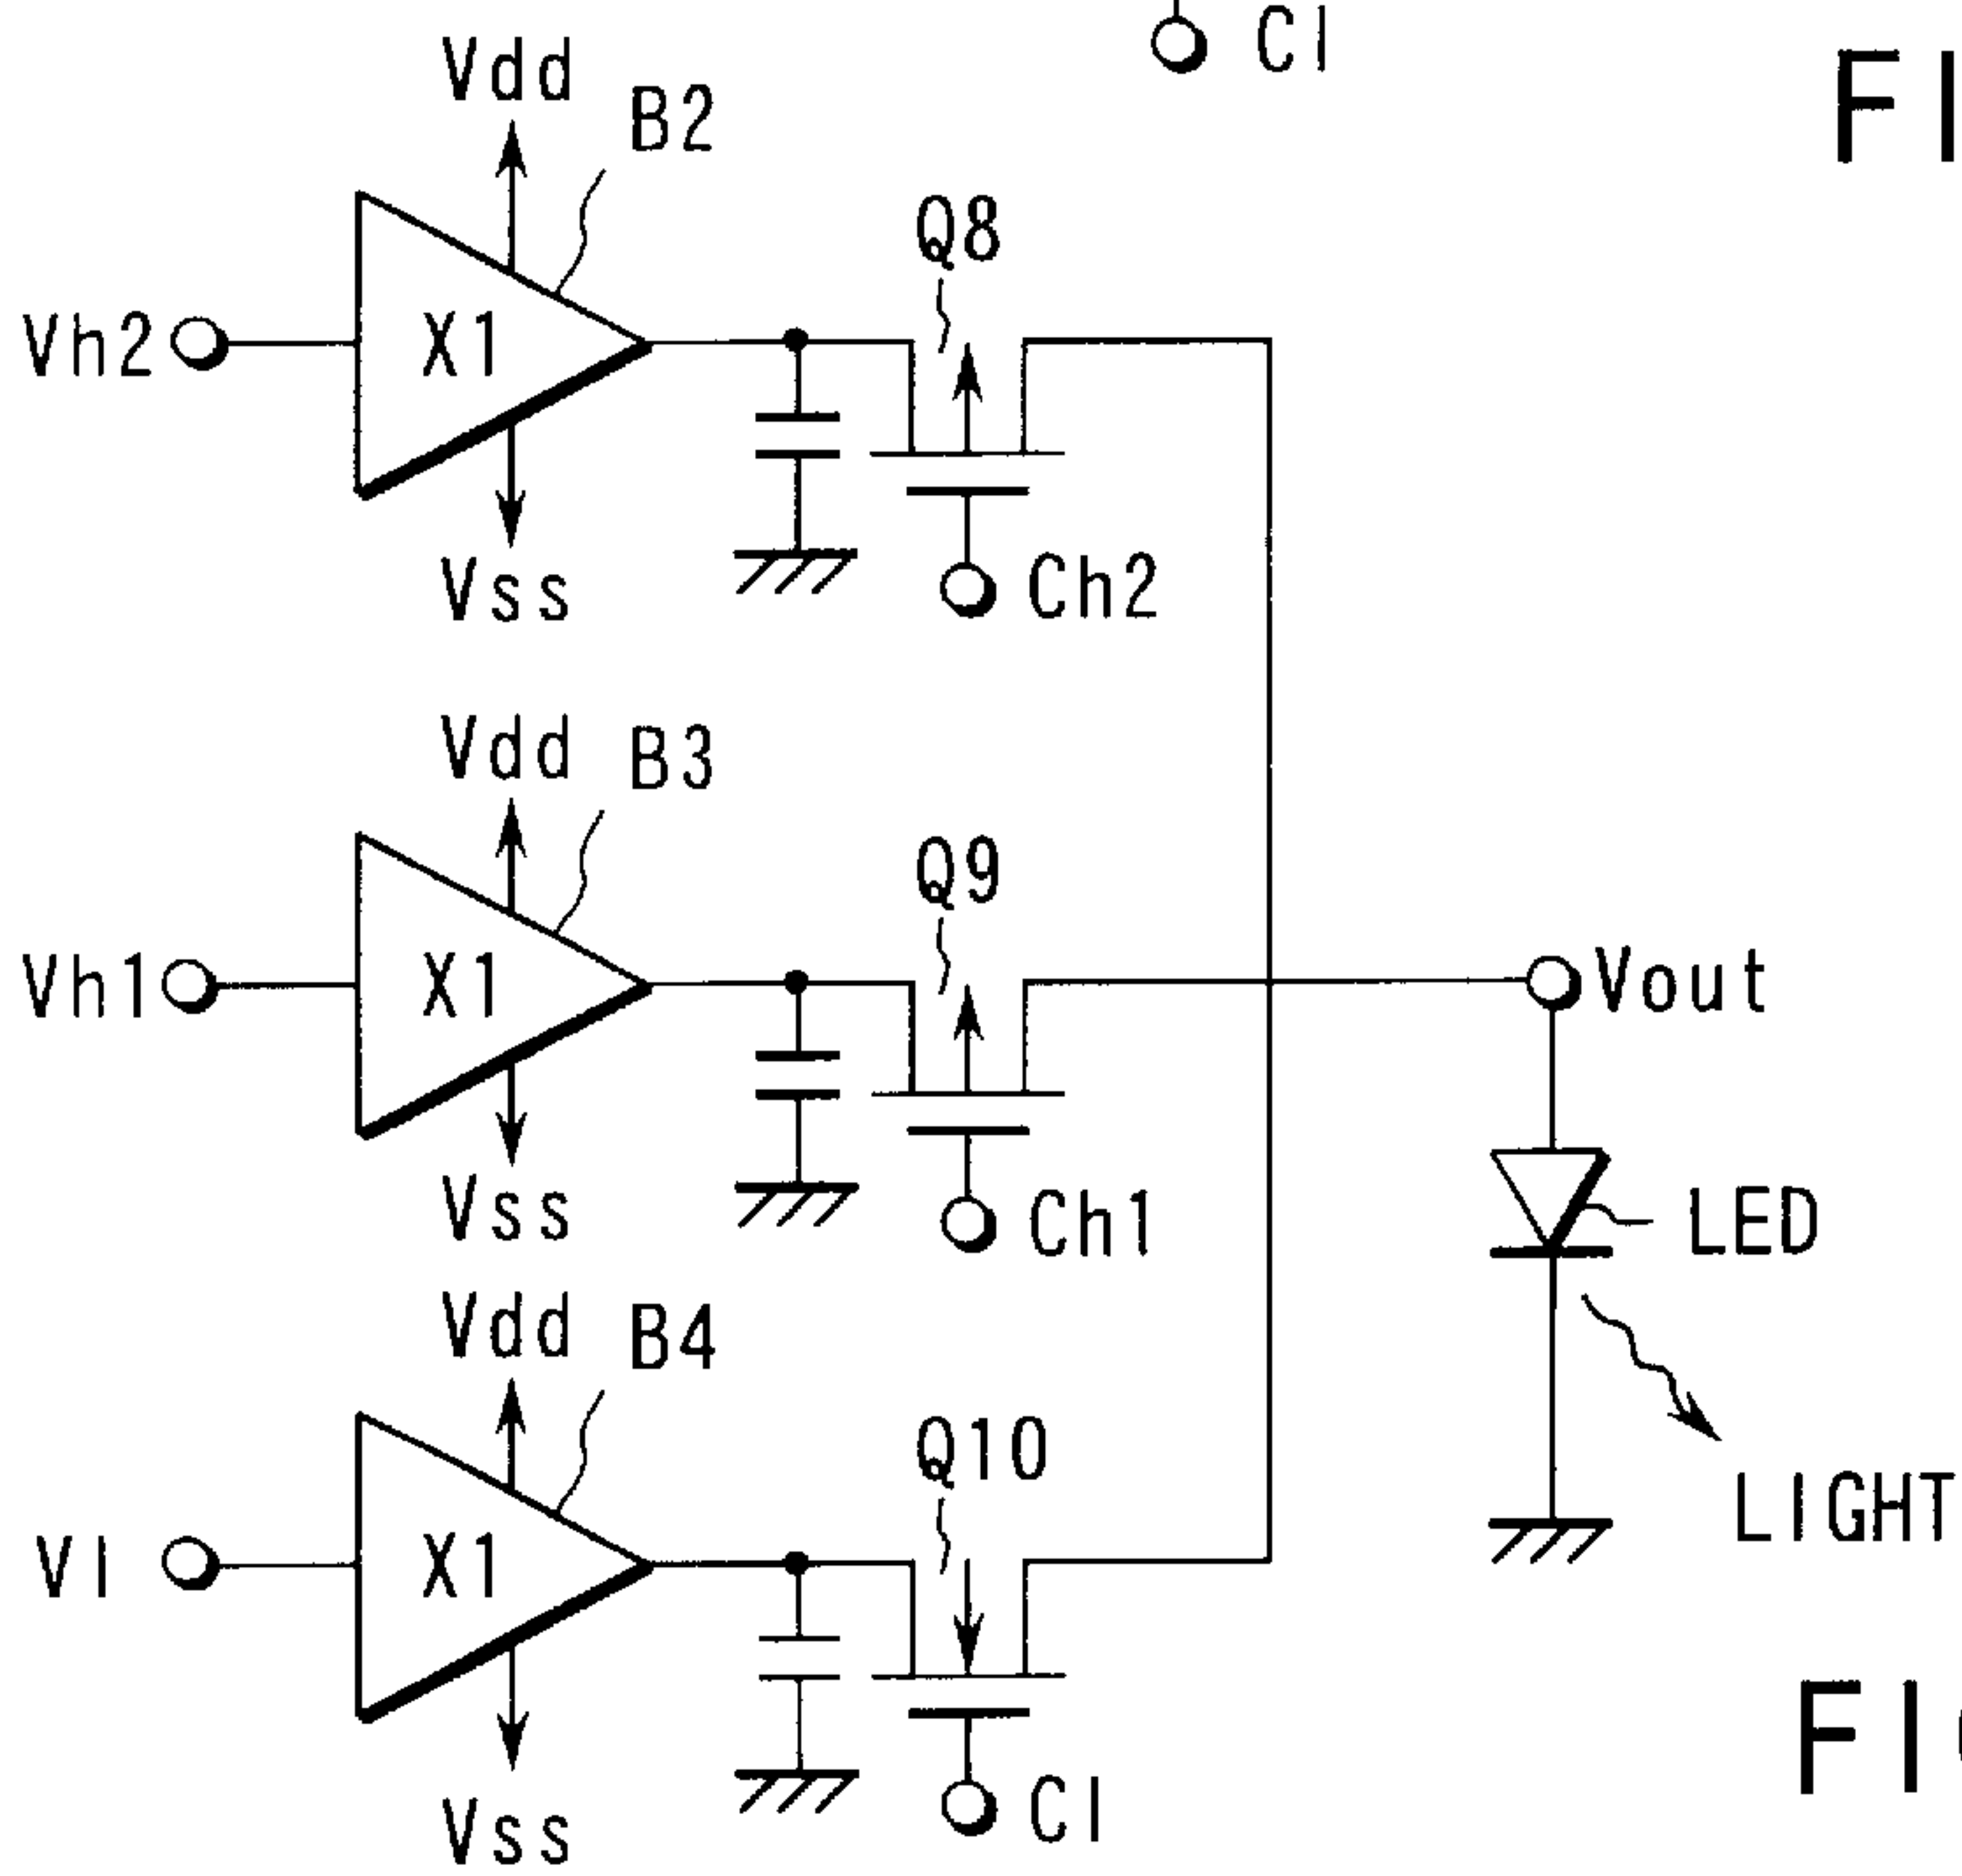 Cl
FI
Vdd
B2
Q8
Vh2
X1
Vss
Ch2
Vdd
B3
Q9
Vh1
X1
Vout
Vss
Ch1
LED
Vdd
B4
Q10
LIGHT
Vl
X1
FI
Cl
Vss